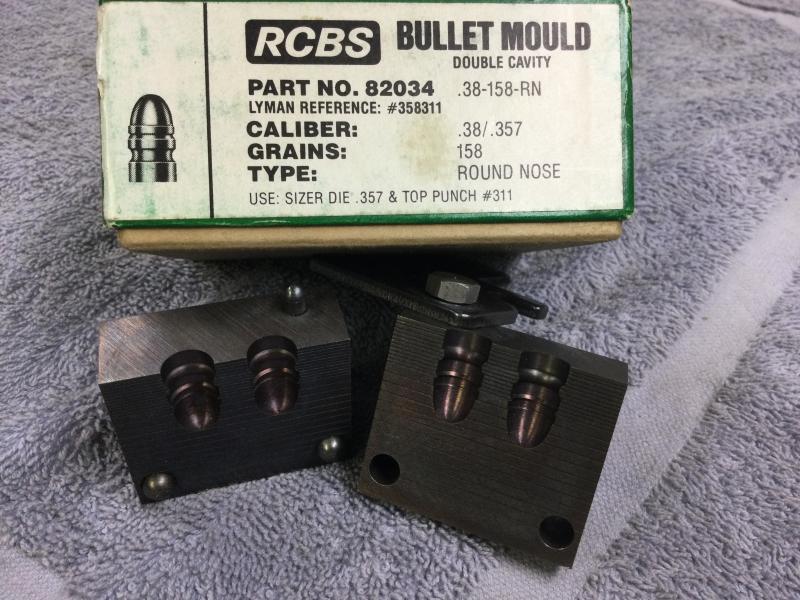 RCBS BULLET MOULD
DOUBLE CAVITY
PART NO. 82034 .38-158-RN
LYMAN REFERENCE: #358311
CALIBER: .38/.357
GRAINS: 158
TYPE: ROUND NOSE
USE: SIZER DIE .357 & TOP PUNCH #311